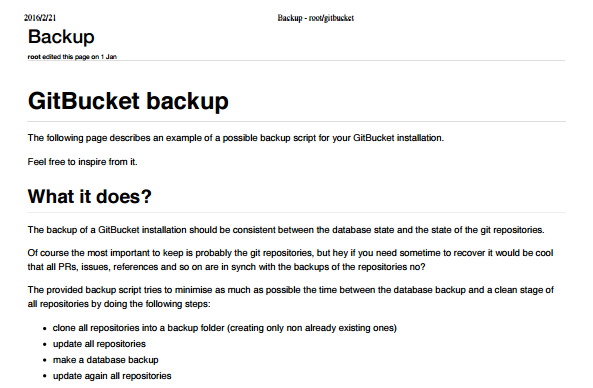 2016/2/21 Backup - root/gitbucket
Backup
root edited this page on 1 Jan
GitBucket backup
The following page describes an example of a possible backup script for your GitBucket installation.
Feel free to inspire from it.
What it does?
The backup of a GitBucket installation should be consistent between the database state and the state of the git repositories.
Of course the most important to keep is probably the git repositories, but hey if you need sometime to recover it would be cool
that all PRs, issues, references and so on are in synch with the backups of the repositories no?
The provided backup script tries to minimise as much as possible the time between the database backup and a clean stage of
all repositories by doing the following steps:
• clone all repositories into a backup folder (creating only non already existing ones)
• update all repositories
• make a database backup
• update again all repositories